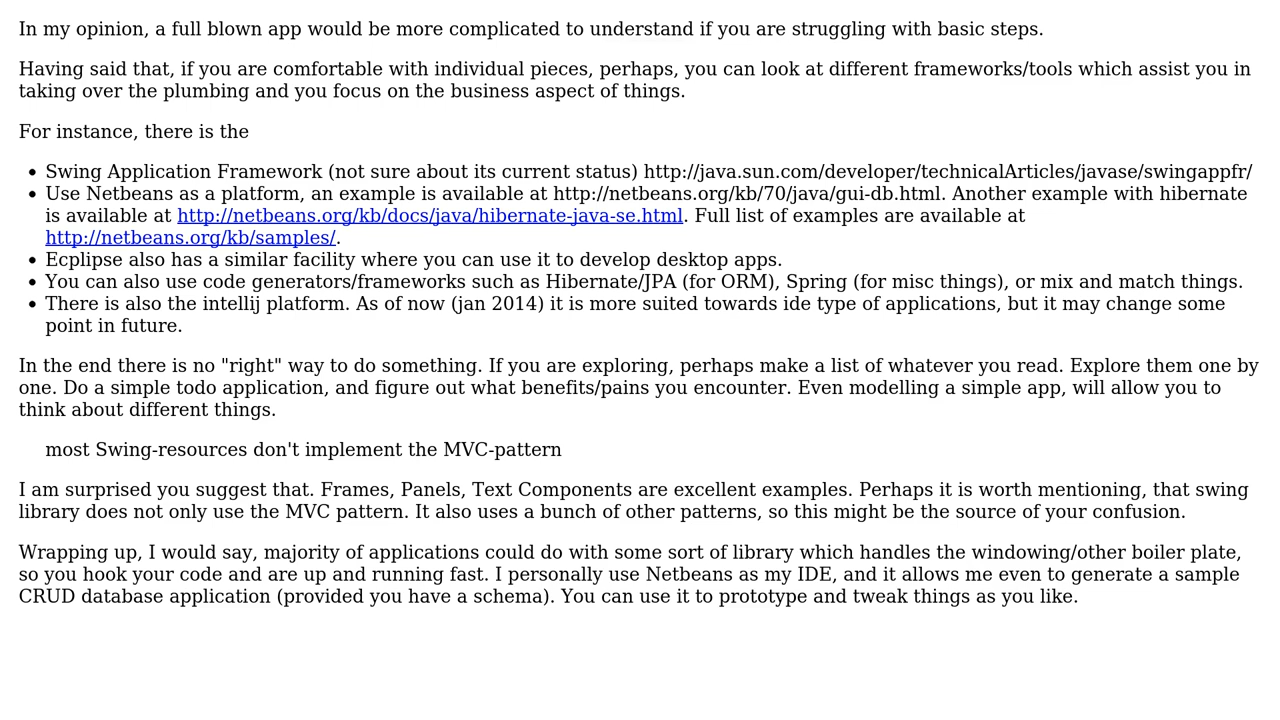 In my opinion, a full blown app would be more complicated to understand if you are struggling with basic steps.
Having said that, if you are comfortable with individual pieces, perhaps, you can look at different frameworks/tools which assist you in
taking over the plumbing and you focus on the business aspect of things.
For instance, there is the
• Swing Application Framework (not sure about its current status) http://java.sun.com/developer/technicalArticles/javase/swingappfr/
• Use Netbeans as a platform, an example is available at http://netbeans.org/kb/70/java/gui-db.html. Another example with hibernate
is available at http://netbeans.org/kb/docs/java/hibernate-java-se.html. Full list of examples are available at
http://netbeans.org/kb/samples/.
• Ecplipse also has a similar facility where you can use it to develop desktop apps.
• You can also use code generators/frameworks such as Hibernate/JPA (for ORM), Spring (for misc things), or mix and match things.
• There is also the intellij platform. As of now (jan 2014) it is more suited towards ide type of applications, but it may change some
point in future.
In the end there is no "right" way to do something. If you are exploring, perhaps make a list of whatever you read. Explore them one by
one. Do a simple todo application, and figure out what benefits/pains you encounter. Even modelling a simple app, will allow you to
think about different things.
most Swing-resources don't implement the MVC-pattern
I am surprised you suggest that. Frames, Panels, Text Components are excellent examples. Perhaps it is worth mentioning, that swing
library does not only use the MVC pattern. It also uses a bunch of other patterns, so this might be the source of your confusion.
Wrapping up, I would say, majority of applications could do with some sort of library which handles the windowing/other boiler plate,
so you hook your code and are up and running fast. I personally use Netbeans as my IDE, and it allows me even to generate a sample
CRUD database application (provided you have a schema). You can use it to prototype and tweak things as you like.